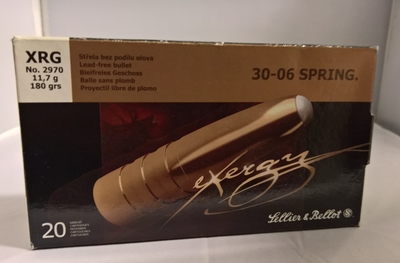 XRG
No. 2970
11,7 g
180 grs
Střela bez podílu olova
Lead-free bullet
Bleifreies Geschoss
Balle sans plomb
Proyectil libre de plomo
30-06 SPRING.
exergy
20
Sellier & Bellot